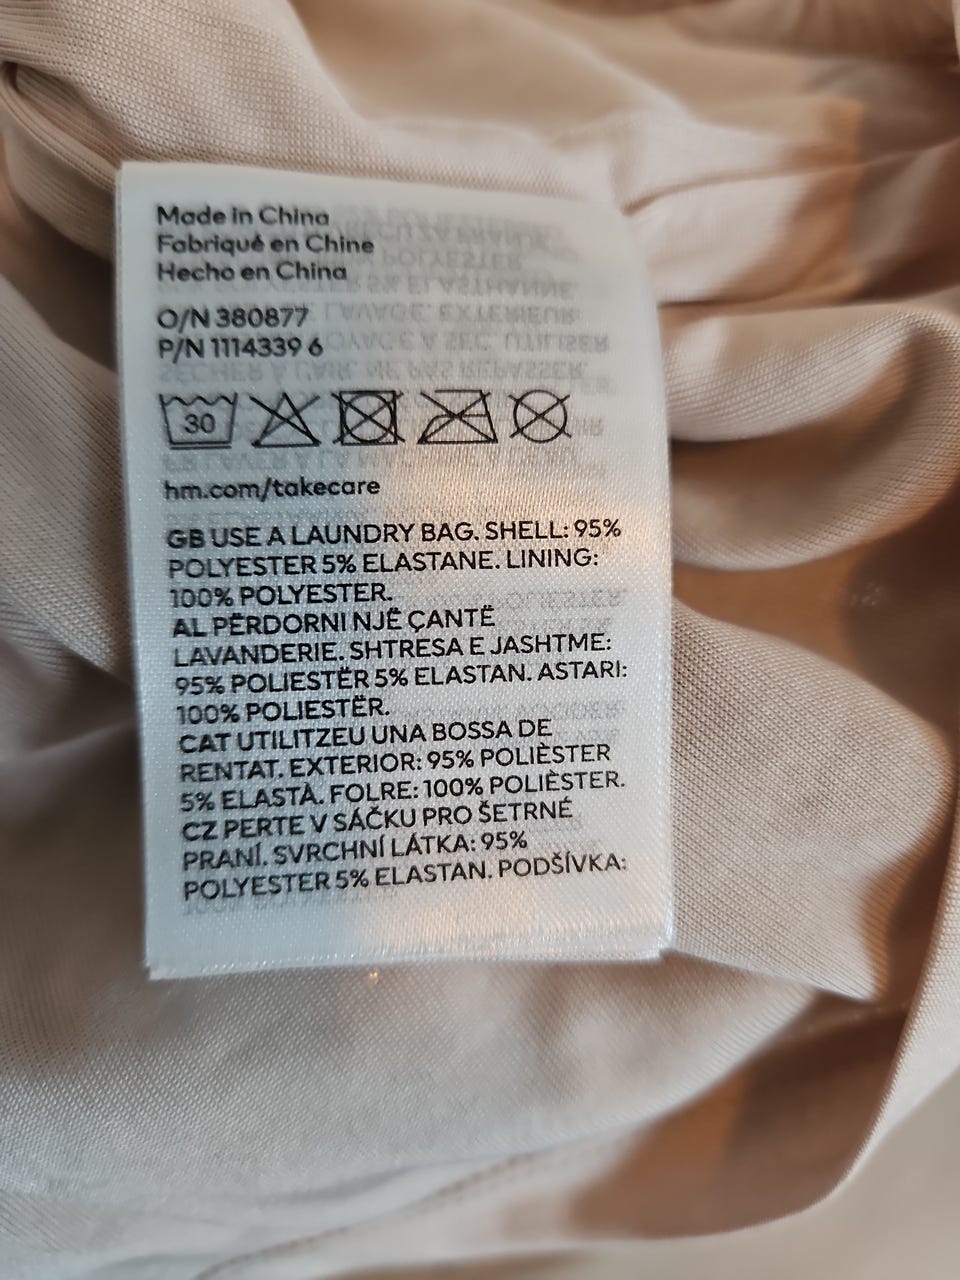 Made in China
Fabriqué en Chine
Hecho en China
O/N 380877
P/N 1114339 6
30
hm.com/takecare
GB USE A LAUNDRY BAG. SHELL: 95%
POLYESTER 5% ELASTANE. LINING:
100% POLYESTER.
AL PËRDORNI NJË ÇANTË
LAVANDERIE. SHTRESA E JASHTME:
95% POLIESTËR 5% ELASTAN. ASTARI:
100% POLIESTËR.
CAT UTILITZEU UNA BOSSA DE
RENTAT. EXTERIOR: 95% POLIÈSTER
5% ELASTÀ. FOLRE: 100% POLIÈSTER.
CZ PERTE V SÁČKU PRO ŠETRNÉ
PRANÍ. SVRCHNÍ LÁTKA: 95%
POLYESTER 5% ELASTAN. PODŠÍVKA: